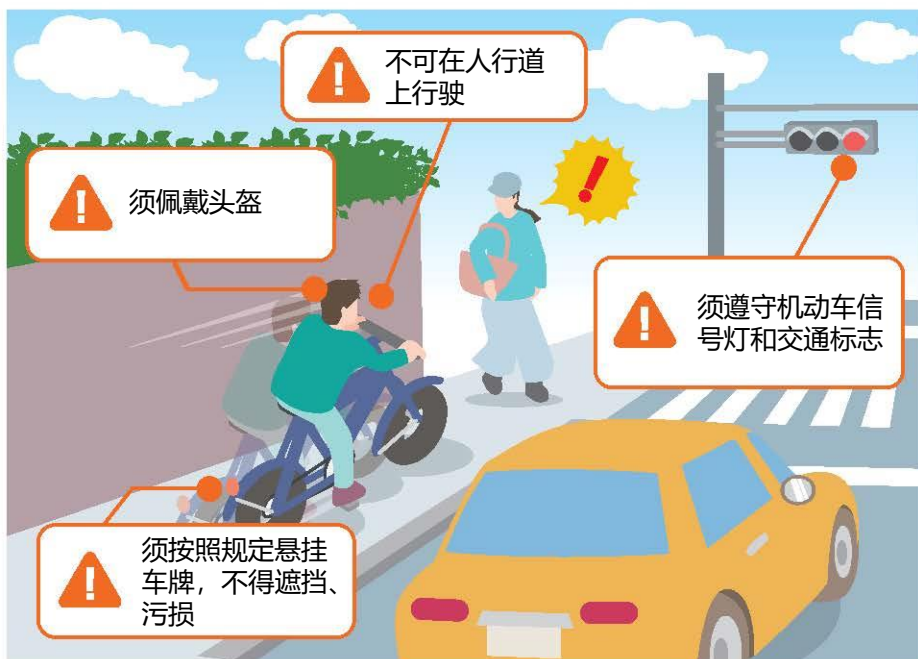 不可在人行道
上行驶
须佩戴头盔
须遵守机动车信
号灯和交通标志
须按照规定悬挂
车牌，不得遮挡、
污损